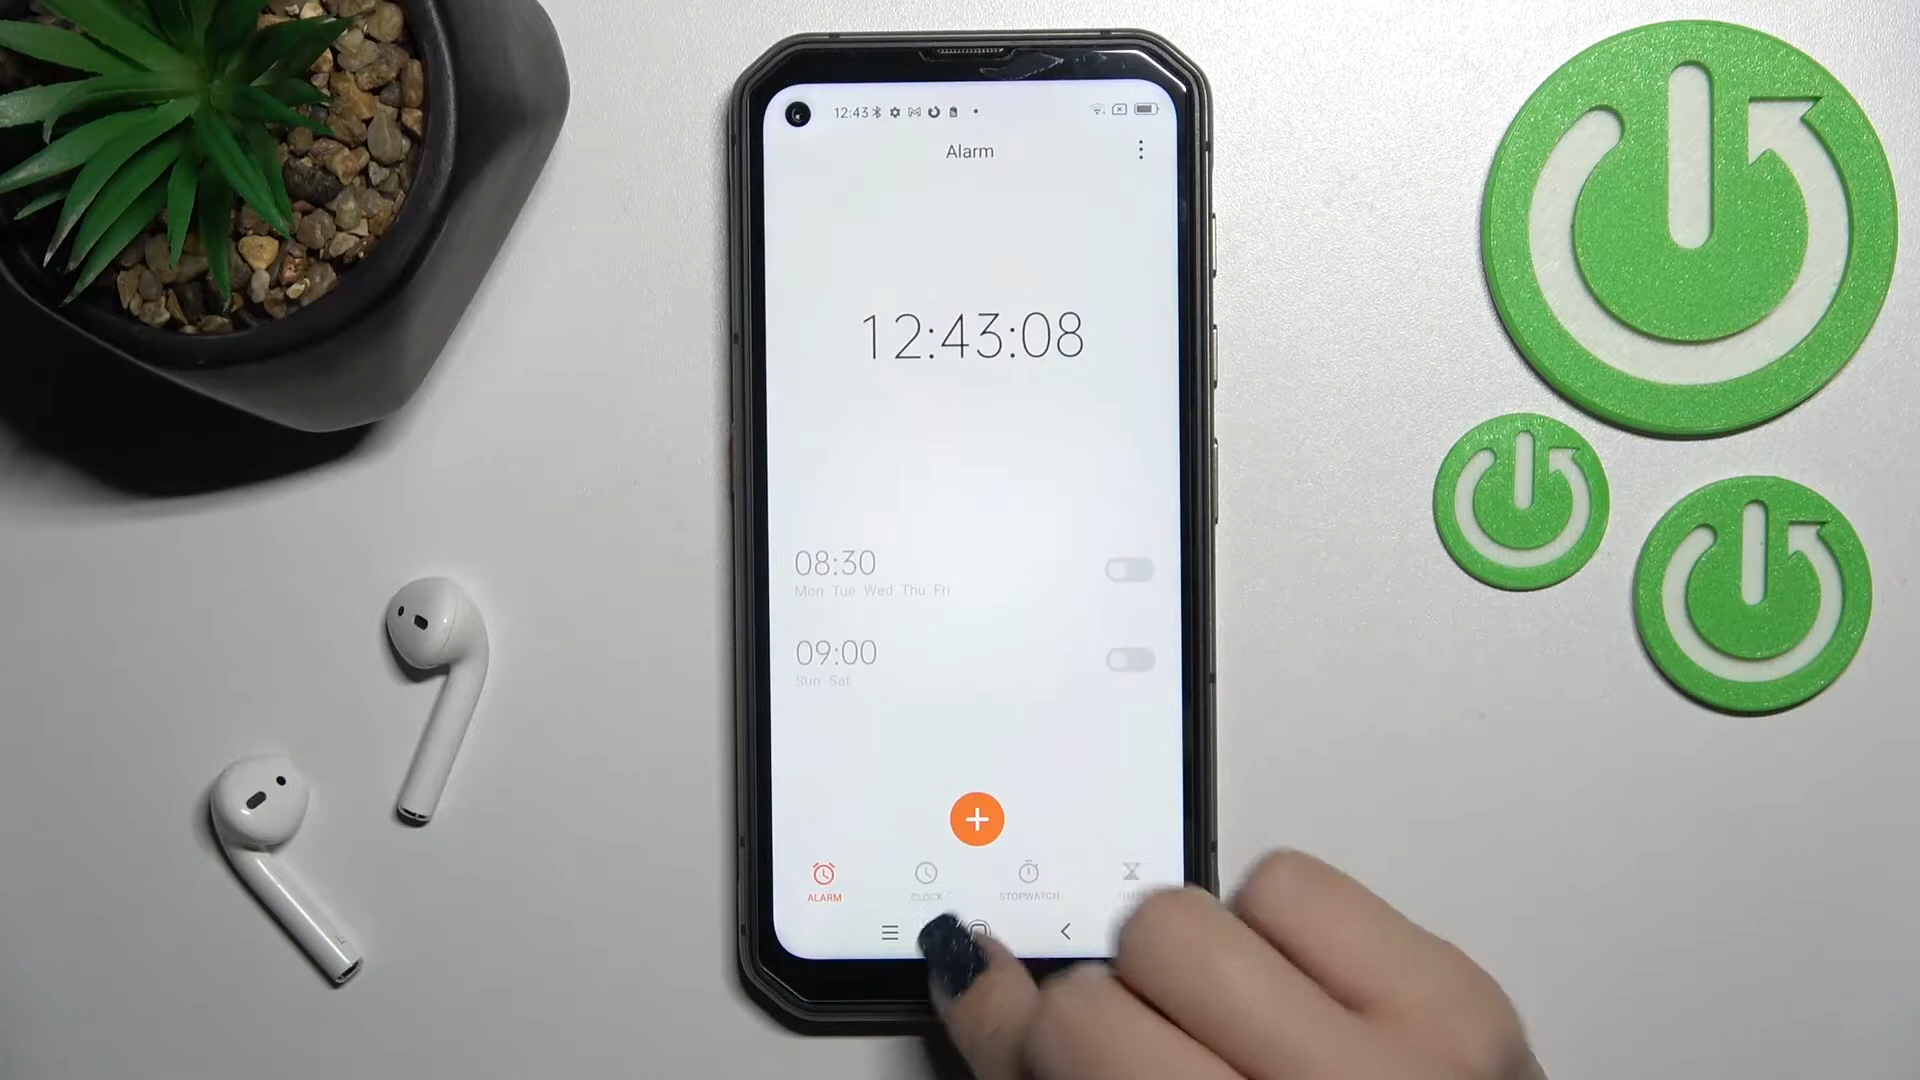 12:43
Alarm
12:43:08
08:30
Mon Tue Wed Thu Fri
09:00
Sun Sat
ALARM
CLOCK
STOPWATCH